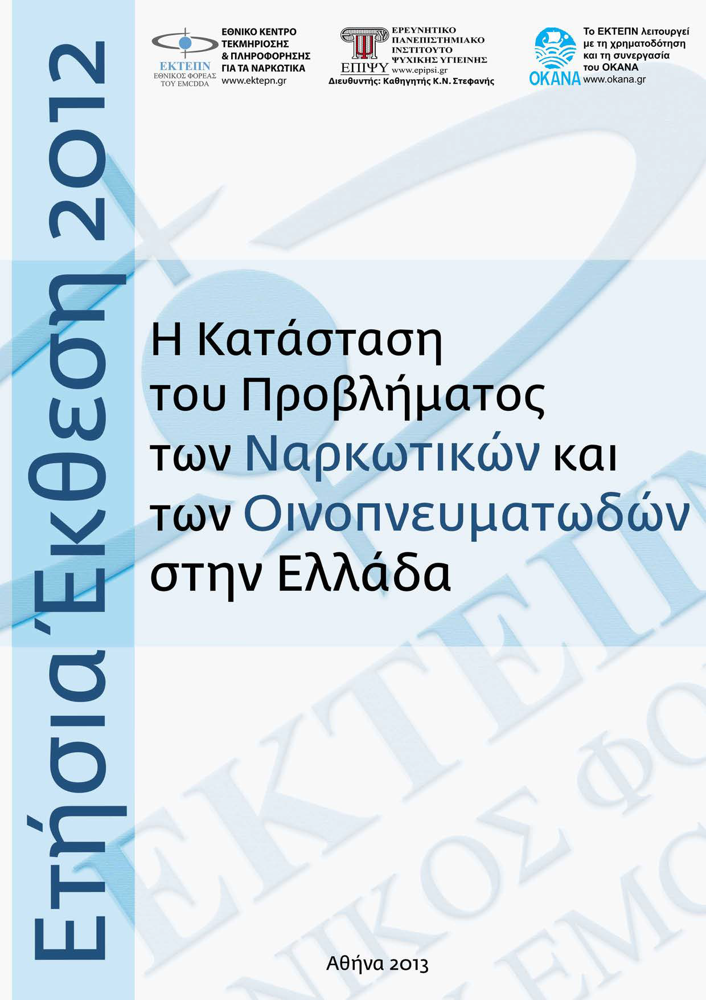 ΕΚΤΕΠΝ
ΕΘΝΙΚΟΣ ΦΟΡΕΑΣ
ΤΟΥ EMCDDA
ΕΘΝΙΚΟ ΚΕΝΤΡΟ
ΤΕΚΜΗΡΙΩΣΗΣ
& ΠΛΗΡΟΦΟΡΗΣΗΣ
ΓΙΑ ΤΑ ΝΑΡΚΩΤΙΚΑ
www.ektepn.gr
ΕΠΙΨΥ
ΕΡΕΥΝΗΤΙΚΟ
ΠΑΝΕΠΙΣΤΗΜΙΑΚΟ
ΙΝΣΤΙΤΟΥΤΟ
ΨΥΧΙΚΗΣ ΥΓΙΕΙΝΗΣ
www.epipsi.gr
Διευθυντής: Καθηγητής Κ.Ν. Στεφανής
ΟΚΑΝΑ
Το ΕΚΤΕΠΝ λειτουργεί
με τη χρηματοδότηση
και τη συνεργασία
του ΟΚΑΝΑ
www.okana.gr
Ετήσια Έκθεση 2012
Η Κατάσταση
του Προβλήματος
των Ναρκωτικών και
των Οινοπνευματωδών
στην Ελλάδα
Αθήνα 2013